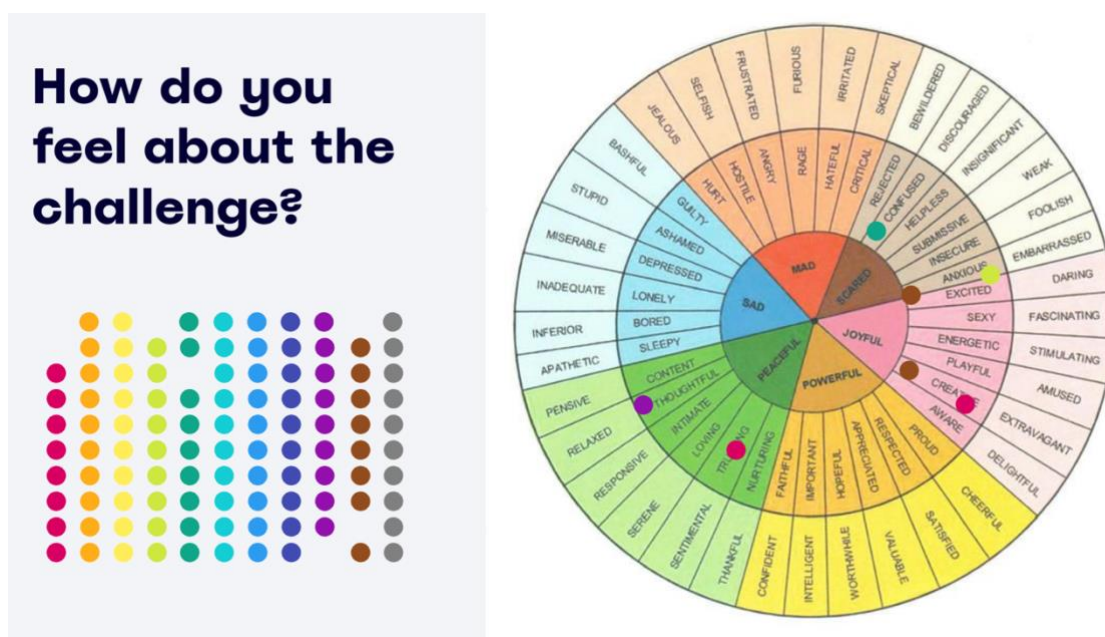 How do you
feel about the
challenge?
MAD
SCARED
JOYFUL
POWERFUL
PEACEFUL
SAD
HURT
HOSTILE
ANGRY
RAGE
HATEFUL
CRITICAL
REJECTED
CONFUSED
HELPLESS
SUBMISSIVE
INSECURE
ANXIOUS
EXCITED
SEXY
ENERGETIC
PLAYFUL
AWARE
PROUD
RESPECTED
APPRECIATED
HOPEFUL
IMPORTANT
FAITHFUL
NURTURING
LOVING
INTIMATE
THOUGHTFUL
CONTENT
SLEEPY
BORED
LONELY
DEPRESSED
ASHAMED
GUILTY
JEALOUS
SELFISH
FRUSTRATED
FURIOUS
IRRITATED
SKEPTICAL
BEWILDERED
DISCOURAGED
INSIGNIFICANT
WEAK
FOOLISH
EMBARRASSED
DARING
FASCINATING
STIMULATING
AMUSED
EXTRAVAGANT
DELIGHTFUL
CHEERFUL
SATISFIED
VALUABLE
WORTHWHILE
INTELLIGENT
CONFIDENT
THANKFUL
SENTIMENTAL
SERENE
RESPONSIVE
RELAXED
PENSIVE
APATHETIC
INFERIOR
INADEQUATE
MISERABLE
STUPID
BASHFUL